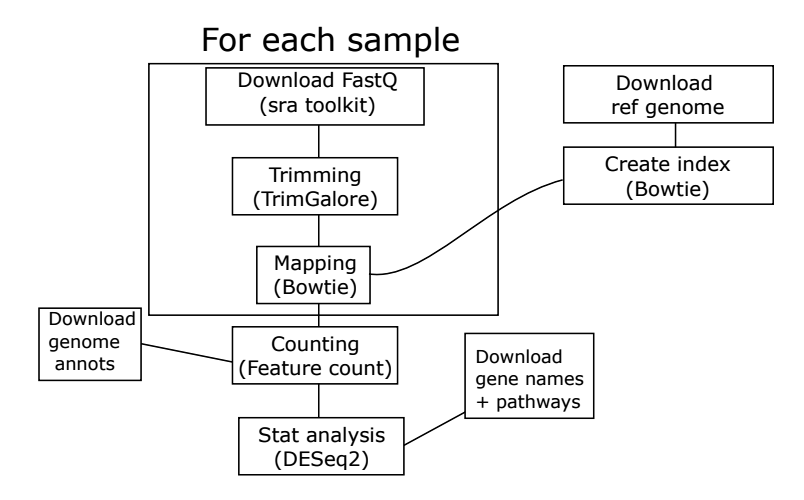 For each sample
Download FastQ
(sra toolkit)
Download
ref genome
Trimming
(TrimGalore)
Create index
(Bowtie)
Mapping
(Bowtie)
Download
genome
annots
Counting
(Feature count)
Download
gene names
+ pathways
Stat analysis
(DESeq2)